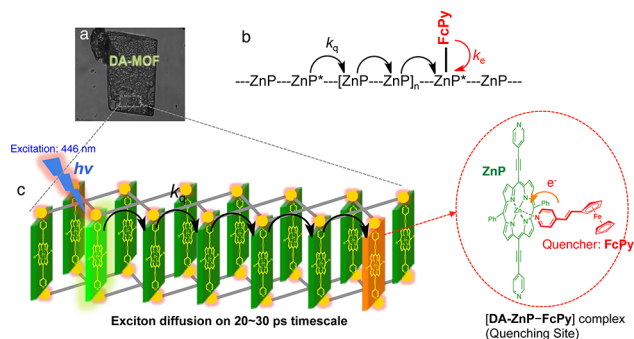 a
DA-MOF
b
FcPy
kq
ke
---ZnP---ZnP*---[ZnP---ZnP]n---ZnP*---ZnP---
Excitation: 446 nm
hν
c
kq
Exciton diffusion on 20~30 ps timescale
N
ZnP
e-
Ph
N
N
Zn
N
N
Ph
N
Fe
Quencher: FcPy
N
[DA-ZnP−FcPy] complex
(Quenching Site)